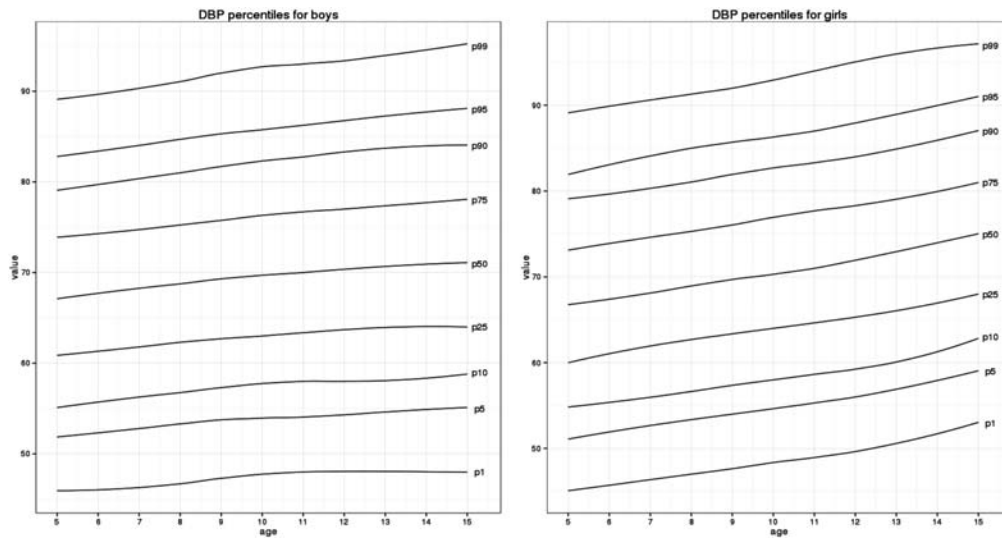 DBP percentiles for boys
p99
90
p95
p90
80
p75
value
70
p50
p25
60
p10
p5
50
p1
5 6 7 8 9 10 11 12 13 14 15
age
DBP percentiles for girls
p99
90
p95
p90
80
p75
value
p50
70
p25
p10
60
p5
p1
50
5 6 7 8 9 10 11 12 13 14 15
age